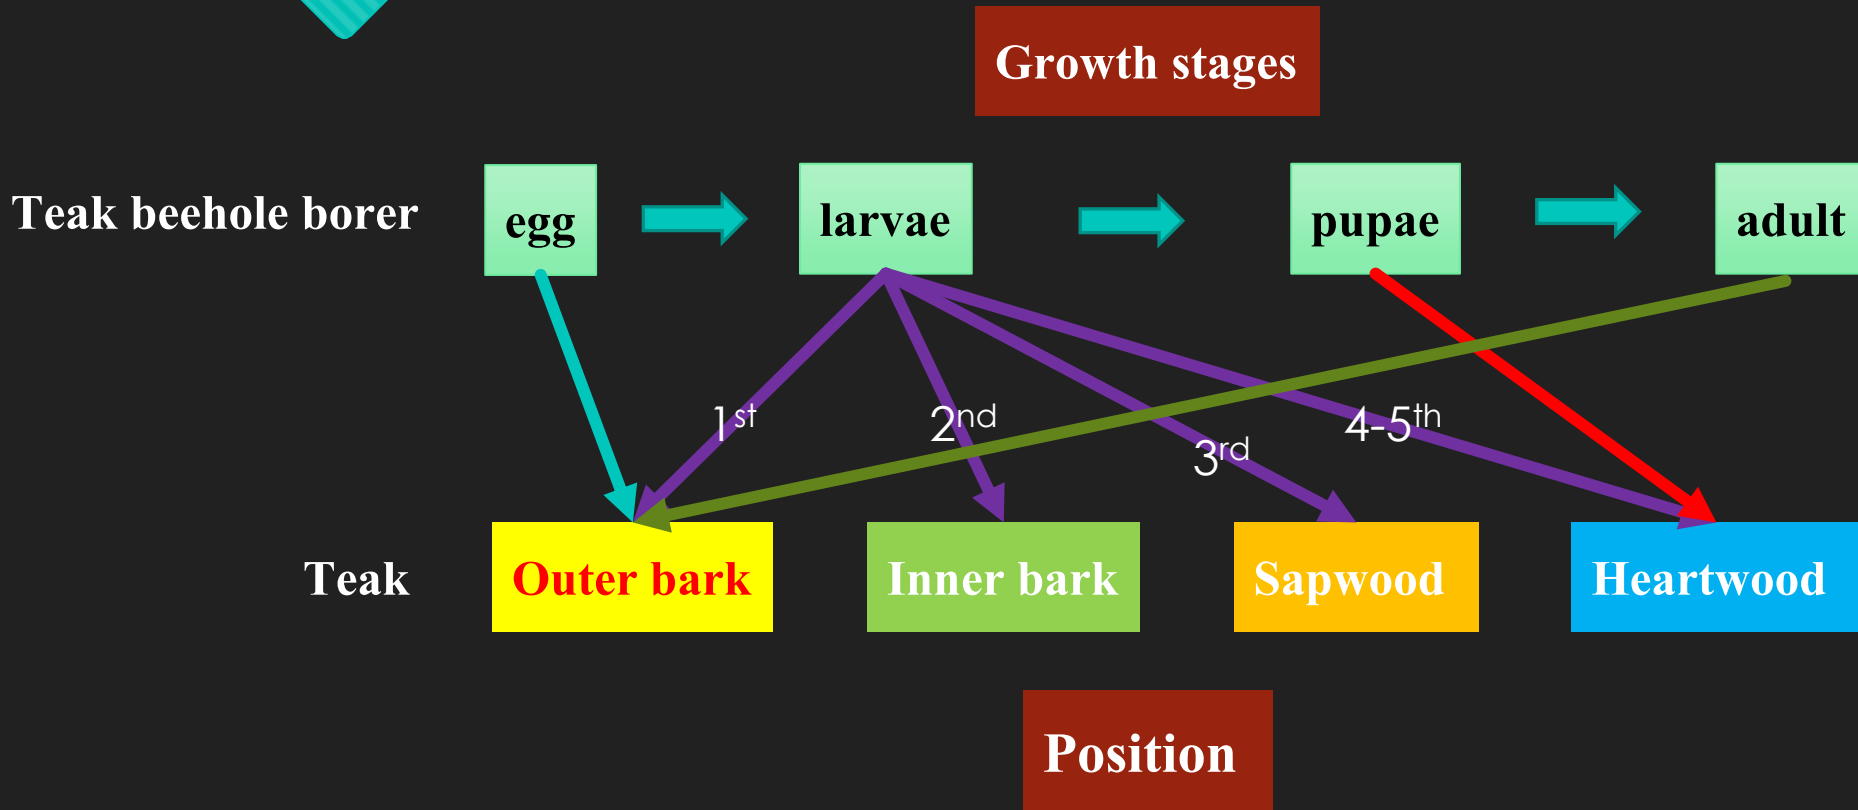 Growth stages
Teak beehole borer
egg
larvae
pupae
adult
1st
2nd
3rd
4-5th
Teak
Outer bark
Inner bark
Sapwood
Heartwood
Position